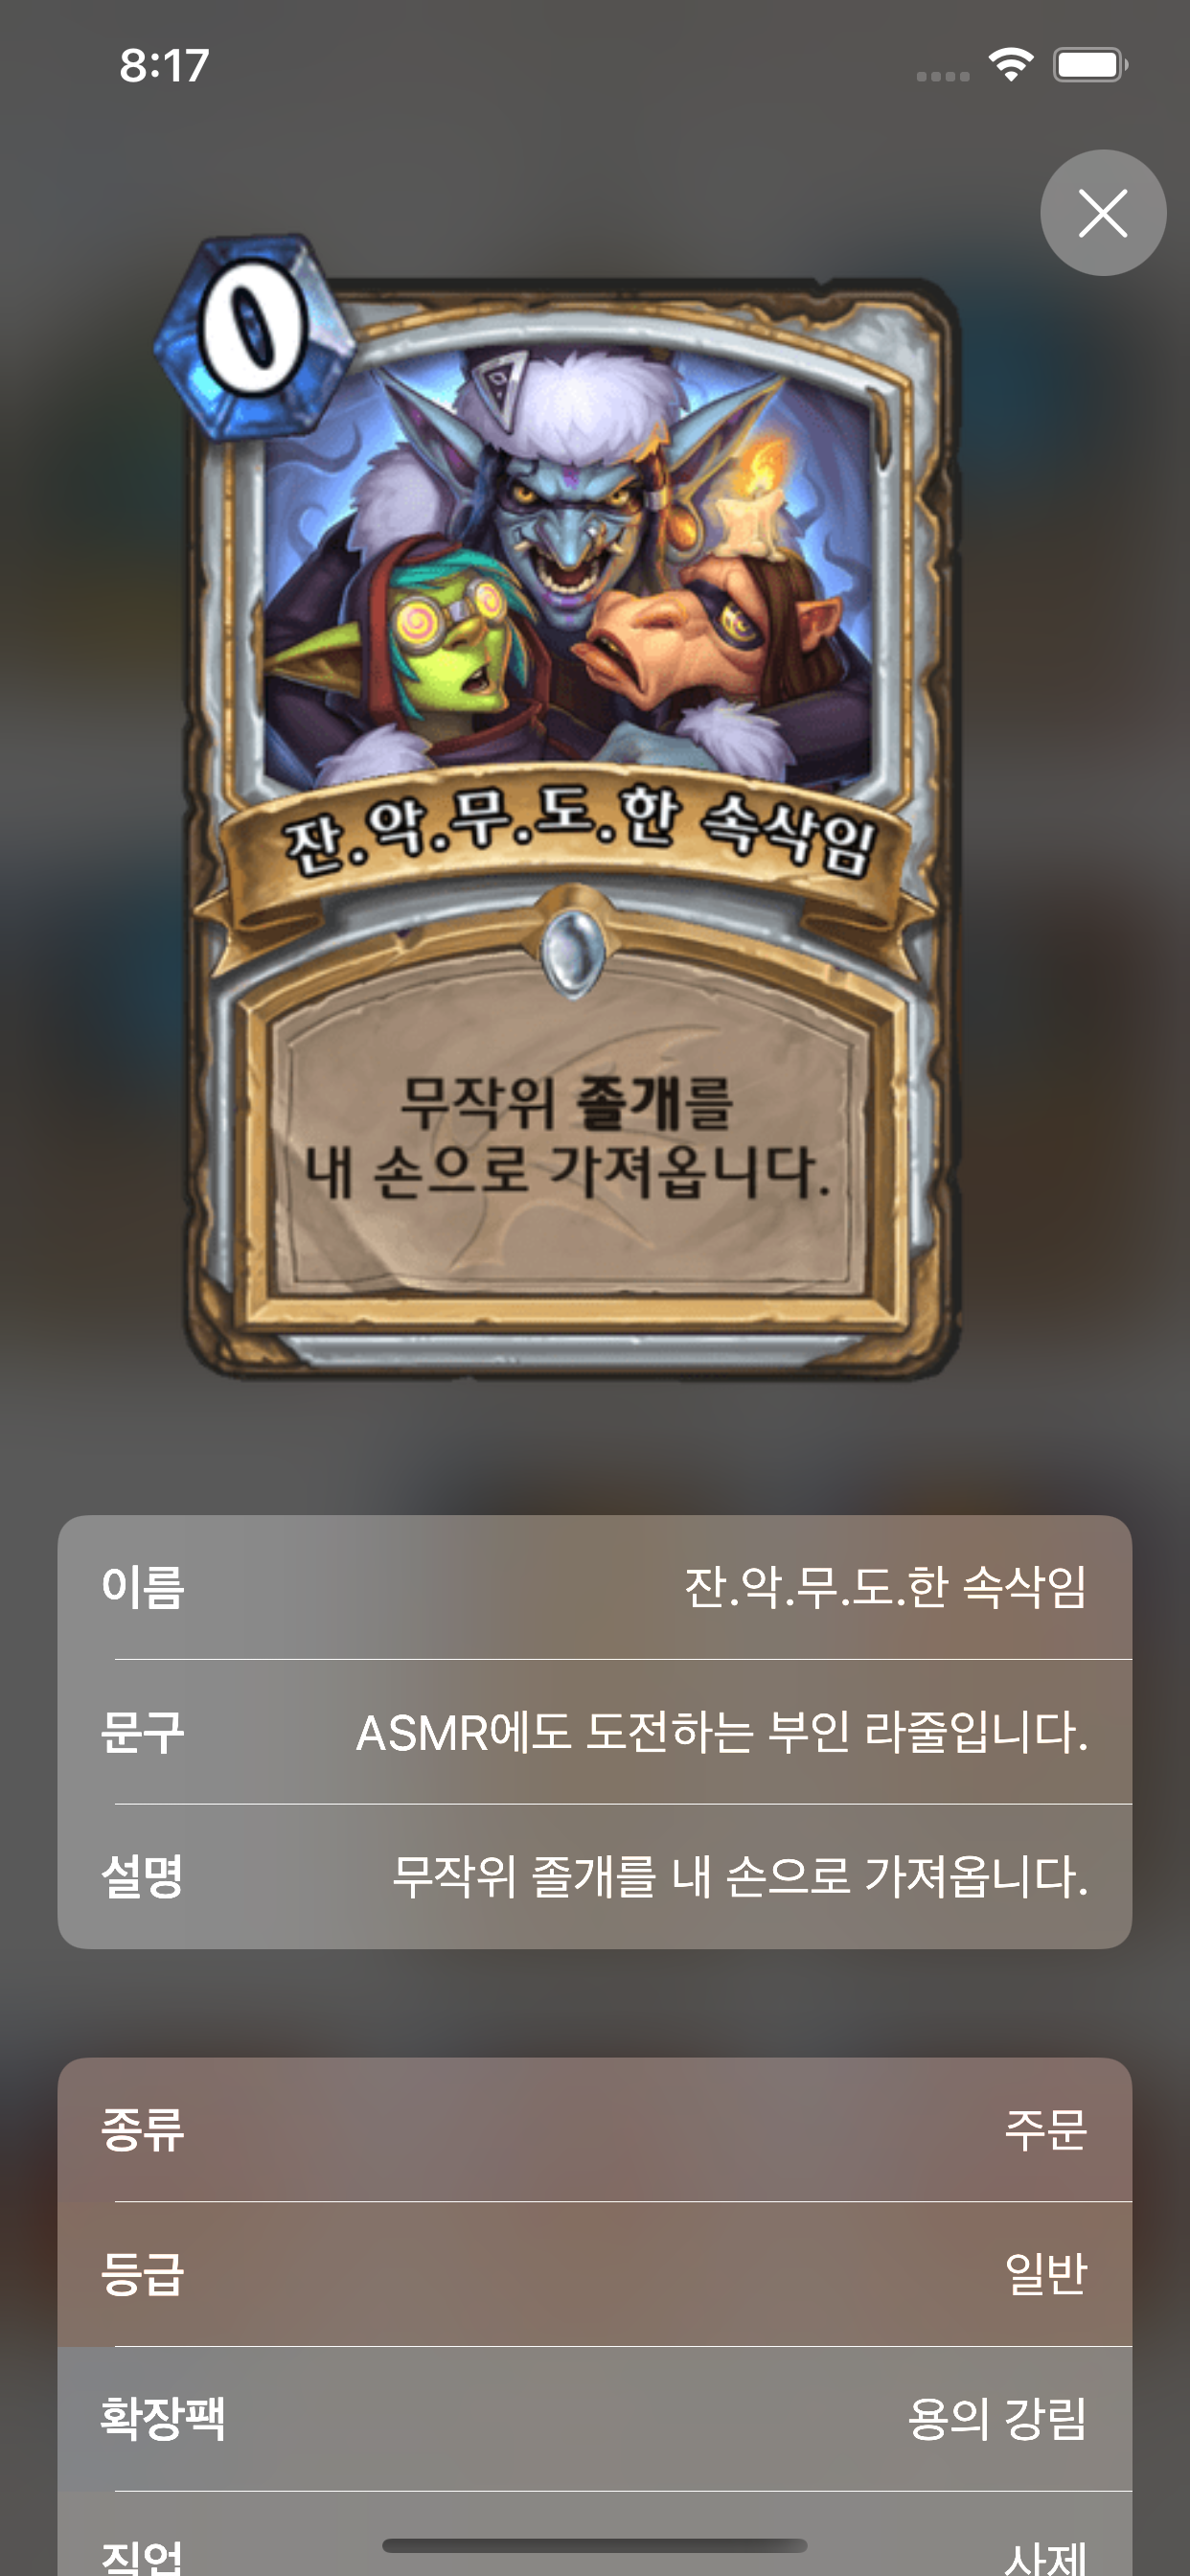 8:17
0
잔.악.무.도.한 속삭임
무작위 졸개를
내 손으로 가져옵니다.
이름 잔.악.무.도.한 속삭임
문구 ASMR에도 도전하는 부인 라줄입니다.
설명 무작위 졸개를 내 손으로 가져옵니다.
종류 주문
등급 일반
확장팩 용의 강림
직업 사제